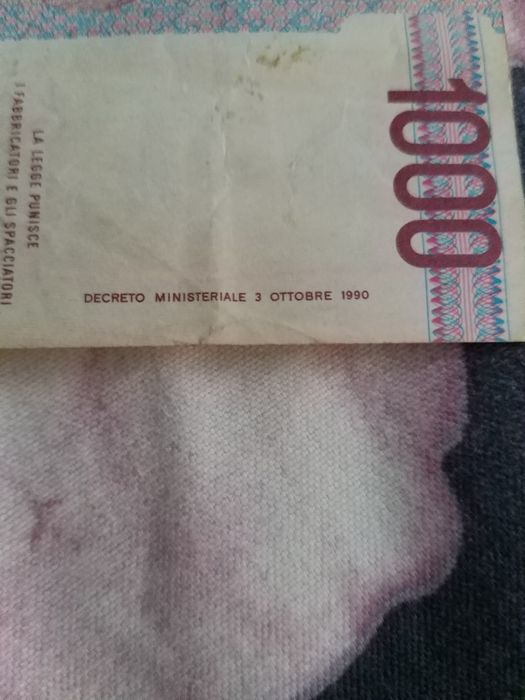 1000
LA LEGGE PUNISCE
I FABBRICATORI E GLI SPACCIATORI
DECRETO MINISTERIALE 3 OTTOBRE 1990